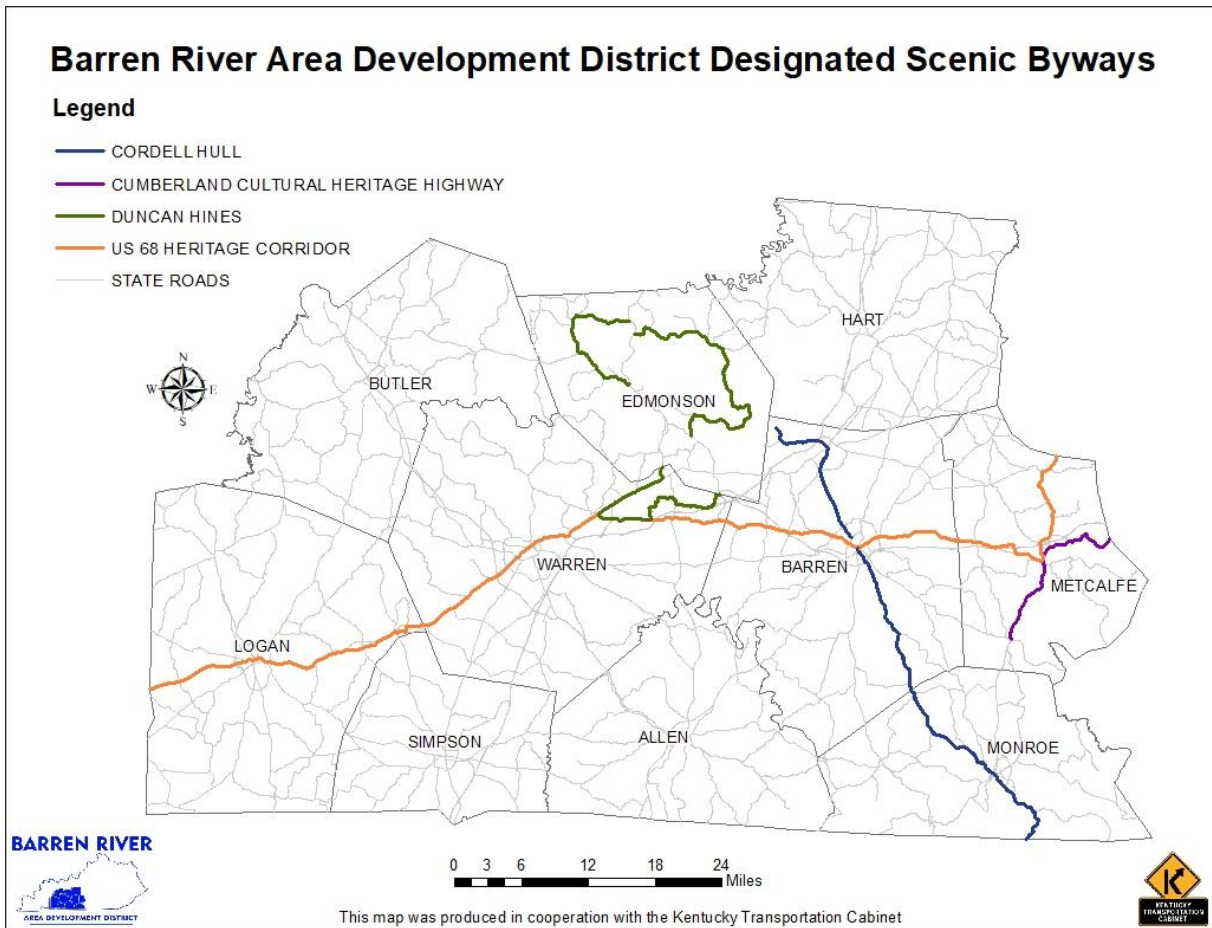 Barren River Area Development District Designated Scenic Byways
Legend
CORDELL HULL
CUMBERLAND CULTURAL HERITAGE HIGHWAY
DUNCAN HINES
US 68 HERITAGE CORRIDOR
STATE ROADS
N
W E
S
HART
BUTLER
EDMONSON
WARREN
BARREN
METCALFE
LOGAN
SIMPSON
ALLEN
MONROE
BARREN RIVER
AREA DEVELOPMENT DISTRICT
0 3 6 12 18 24
Miles
This map was produced in cooperation with the Kentucky Transportation Cabinet
K
KENTUCKY
TRANSPORTATION
CABINET